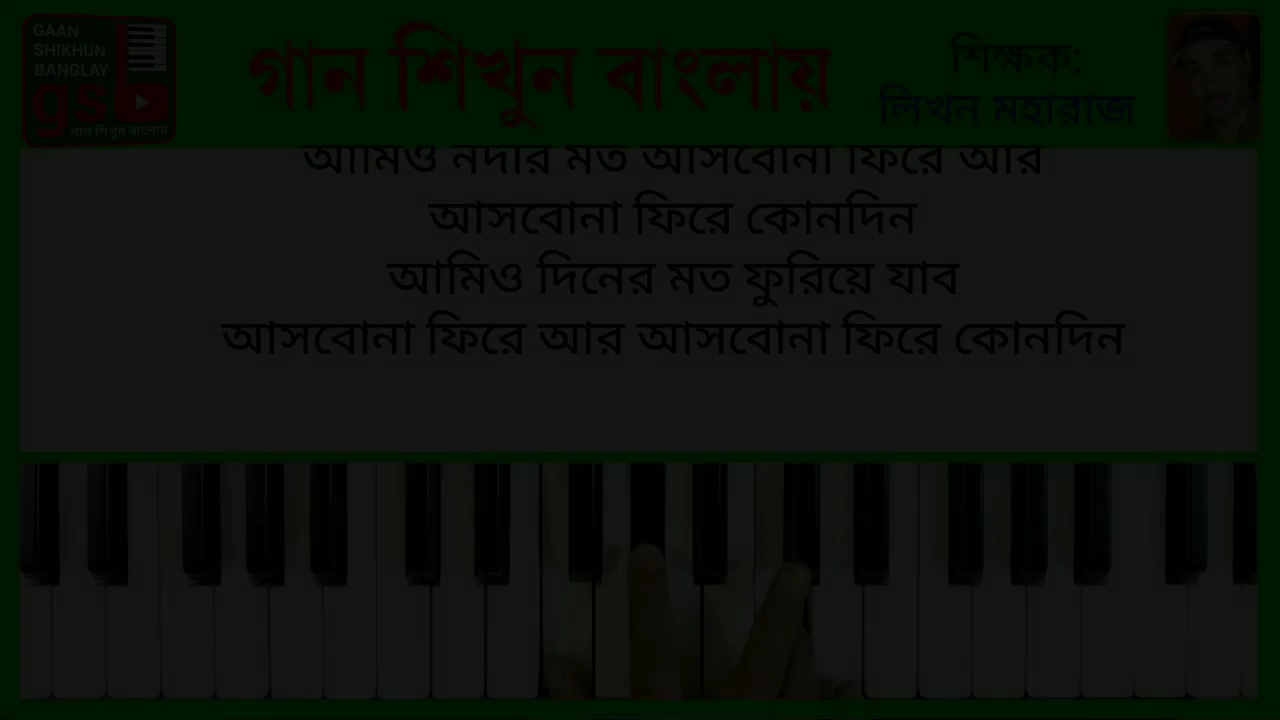 GAAN
SHIKHUN
BANGLAY
gsb
গান শিখুন বাংলায়
গান শিখুন বাংলায়
শিক্ষক:
লিখন মহারাজ
আমিও নদীর মত আসবোনা ফিরে আর
আসবোনা ফিরে কোনদিন
আমিও দিনের মত ফুরিয়ে যাব
আসবোনা ফিরে আর আসবোনা ফিরে কোনদিন